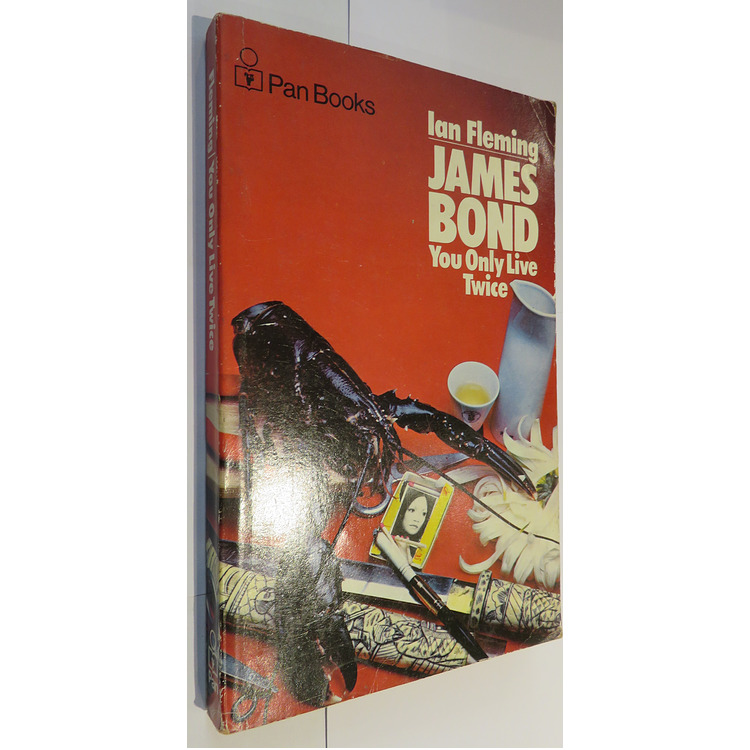 Pan Books
Ian Fleming
JAMES
BOND
You Only Live
Twice
Fleming You Only Live Twice